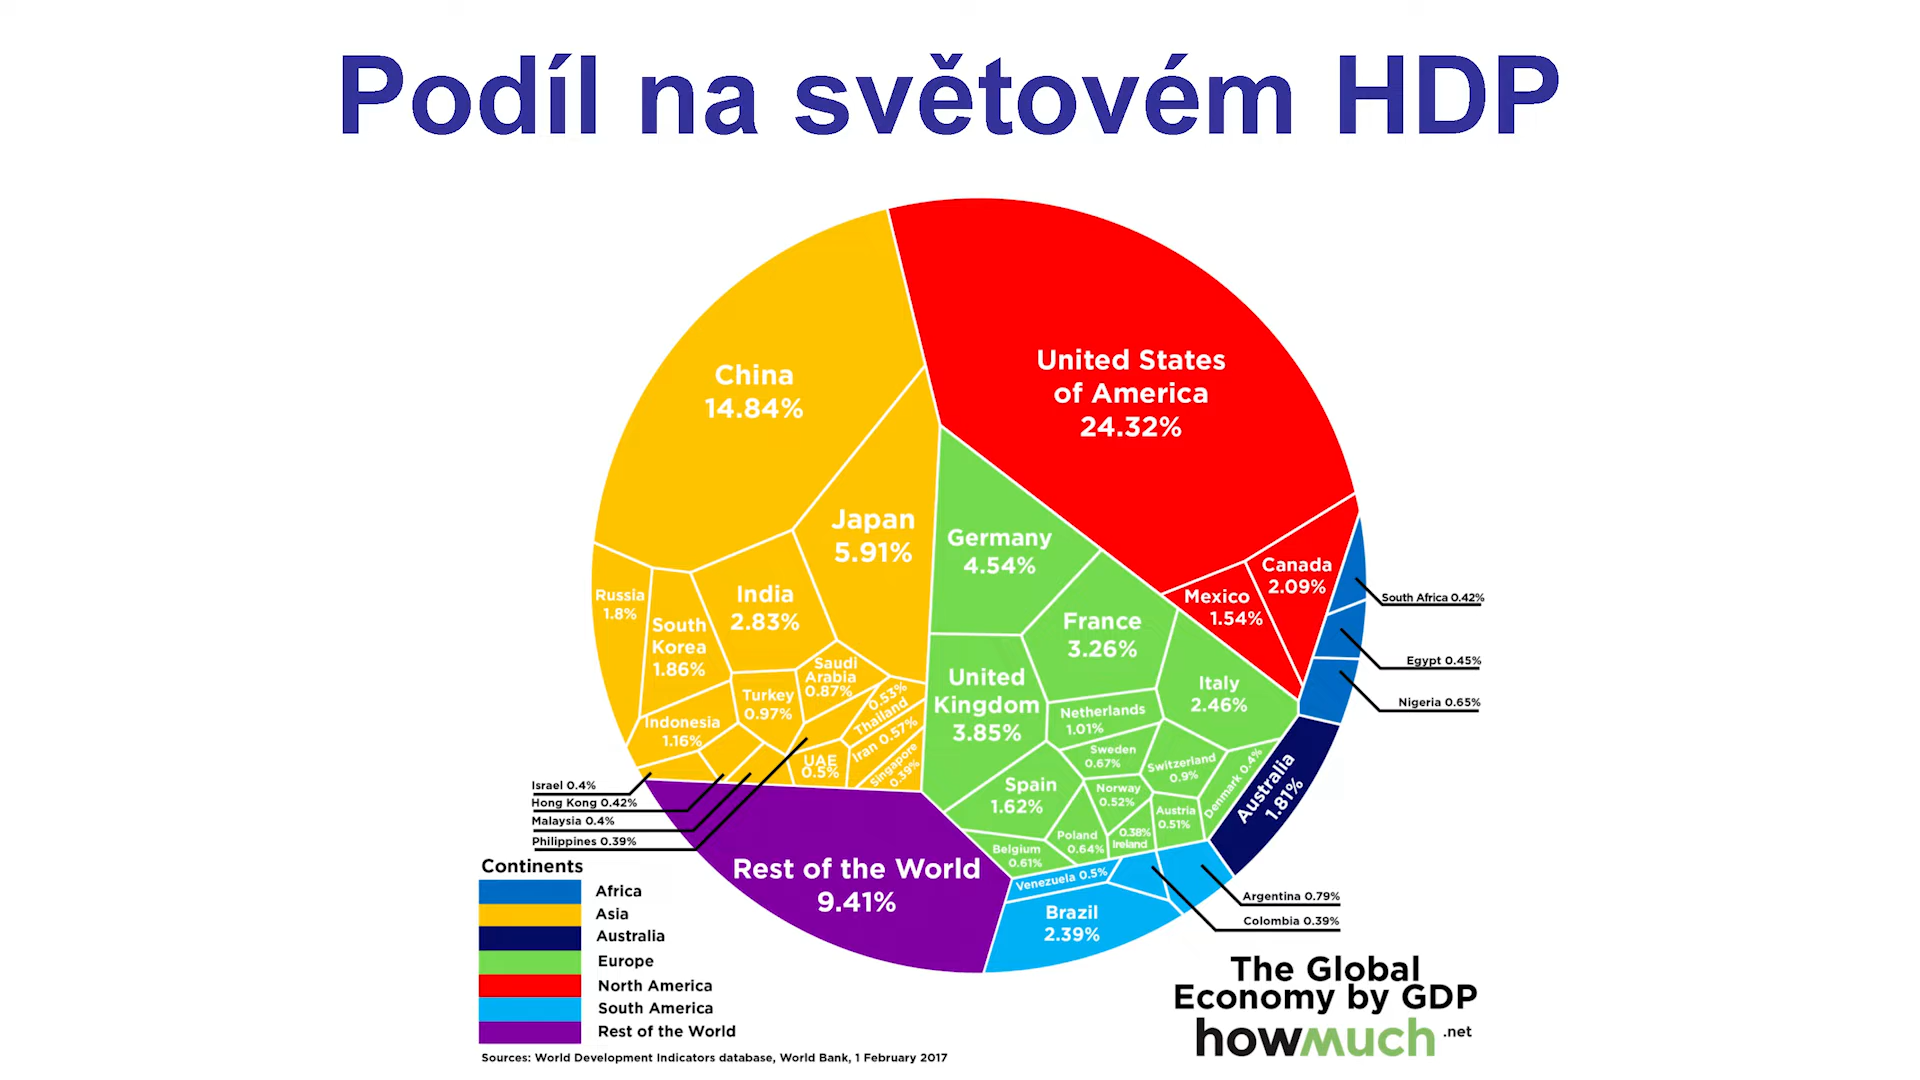 Podíl na světovém HDP
China
14.84%
United States
of America
24.32%
Japan
5.91%
Germany
4.54%
Canada
2.09%
Mexico
1.54%
South Africa 0.42%
Egypt 0.45%
Nigeria 0.65%
Russia
1.8%
South
Korea
1.86%
India
2.83%
Saudi
Arabia
0.87%
Turkey
0.97%
Indonesia
1.16%
0.53%
Thailand
Iran 0.57%
Singapore
0.39%
UAE
0.5%
France
3.26%
United
Kingdom
3.85%
Italy
2.46%
Netherlands
1.01%
Sweden
0.67%
Switzerland
0.9%
Denmark 0.4%
Spain
1.62%
Norway
0.52%
Austria
0.51%
Poland
0.64%
0.38%
Ireland
Belgium
0.61%
Australia
1.81%
Israel 0.4%
Hong Kong 0.42%
Malaysia 0.4%
Philippines 0.39%
Rest of the World
9.41%
Venezuela 0.5%
Brazil
2.39%
Argentina 0.79%
Colombia 0.39%
Continents
Africa
Asia
Australia
Europe
North America
South America
Rest of the World
Sources: World Development Indicators database, World Bank, 1 February 2017
The Global
Economy by GDP
howmuch.net